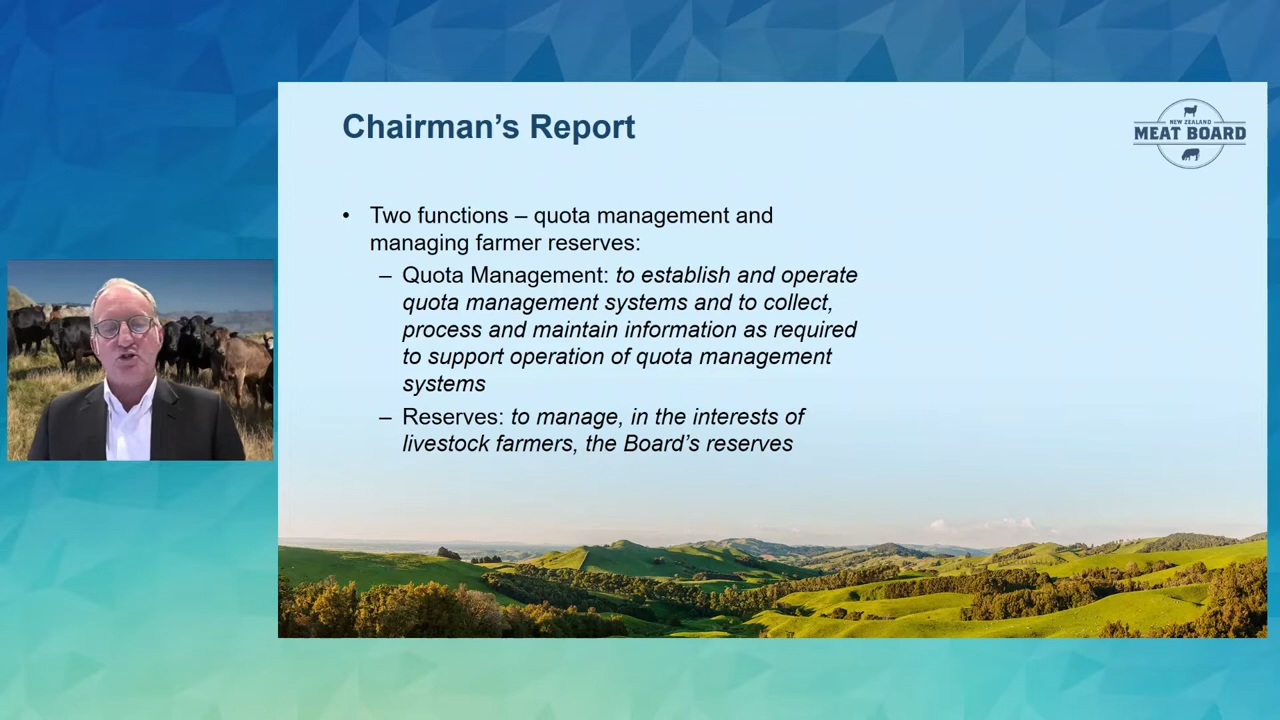 Chairman’s Report
NEW ZEALAND
MEAT BOARD
• Two functions – quota management and
managing farmer reserves:
– Quota Management: to establish and operate
quota management systems and to collect,
process and maintain information as required
to support operation of quota management
systems
– Reserves: to manage, in the interests of
livestock farmers, the Board’s reserves